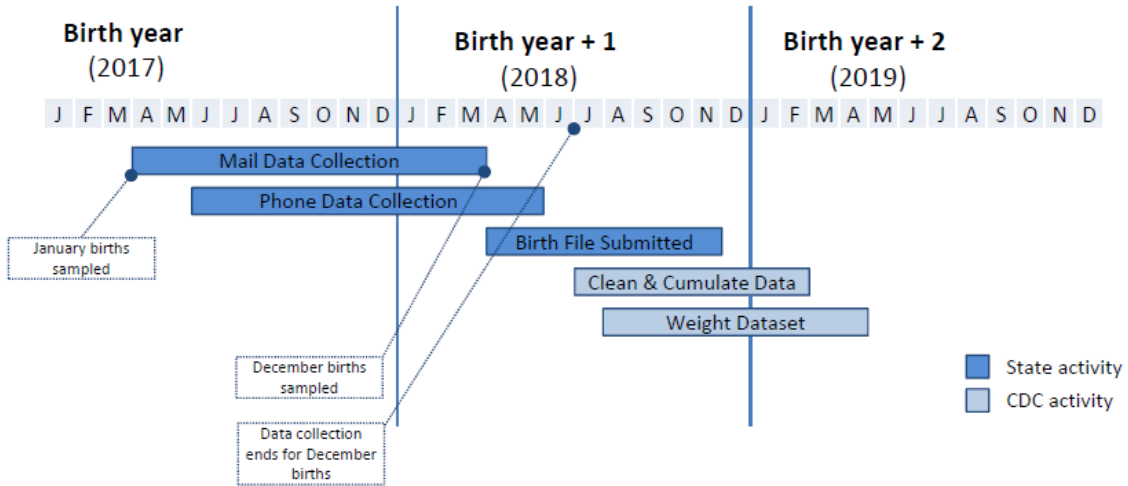 Birth year
(2017)
Birth year + 1
(2018)
Birth year + 2
(2019)
J F M A M J J A S O N D J F M A M J J A S O N D J F M A M J J A S O N D
Mail Data Collection
Phone Data Collection
January births
sampled
Birth File Submitted
Clean & Cumulate Data
Weight Dataset
December births
sampled
State activity
CDC activity
Data collection
ends for December
births